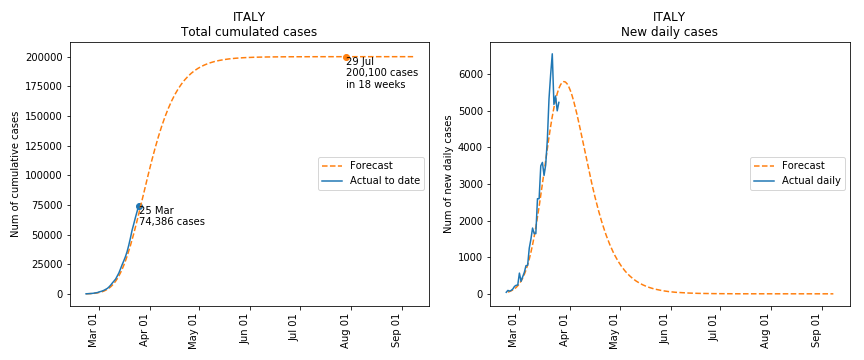 ITALY
Total cumulated cases
Num of cumulative cases
200000
175000
150000
125000
100000
75000
50000
25000
0
29 Jul
200,100 cases
in 18 weeks
25 Mar
74,386 cases
Forecast
Actual to date
Mar 01
Apr 01
May 01
Jun 01
Jul 01
Aug 01
Sep 01
ITALY
New daily cases
Num of new daily cases
6000
5000
4000
3000
2000
1000
0
Forecast
Actual daily
Mar 01
Apr 01
May 01
Jun 01
Jul 01
Aug 01
Sep 01